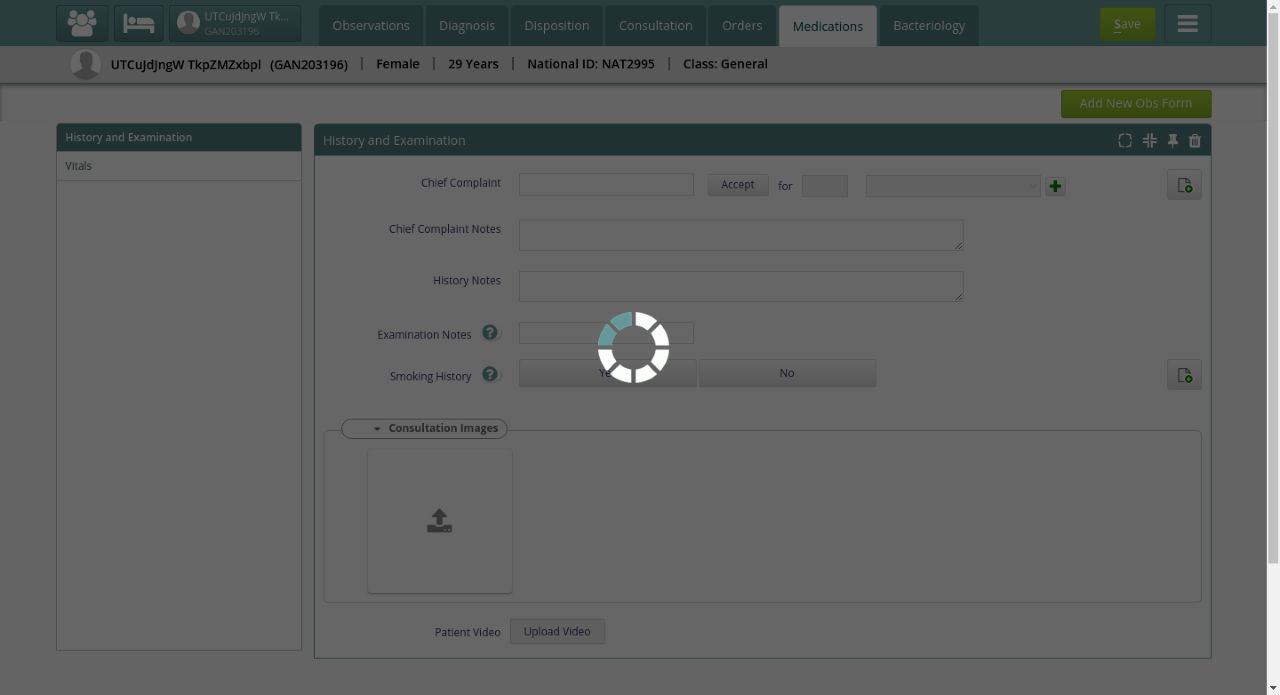 UTCuJdJngW Tk...
GAN203196
Observations
Diagnosis
Disposition
Consultation
Orders
Medications
Bacteriology
Save
UTCuJdJngW TkpZMZxbpl (GAN203196) | Female | 29 Years | National ID: NAT2995 | Class: General
Add New Obs Form
History and Examination
Vitals
History and Examination
Chief Complaint
Accept
for
Chief Complaint Notes
History Notes
Examination Notes ?
Smoking History ?
No
Consultation Images
Patient Video
Upload Video